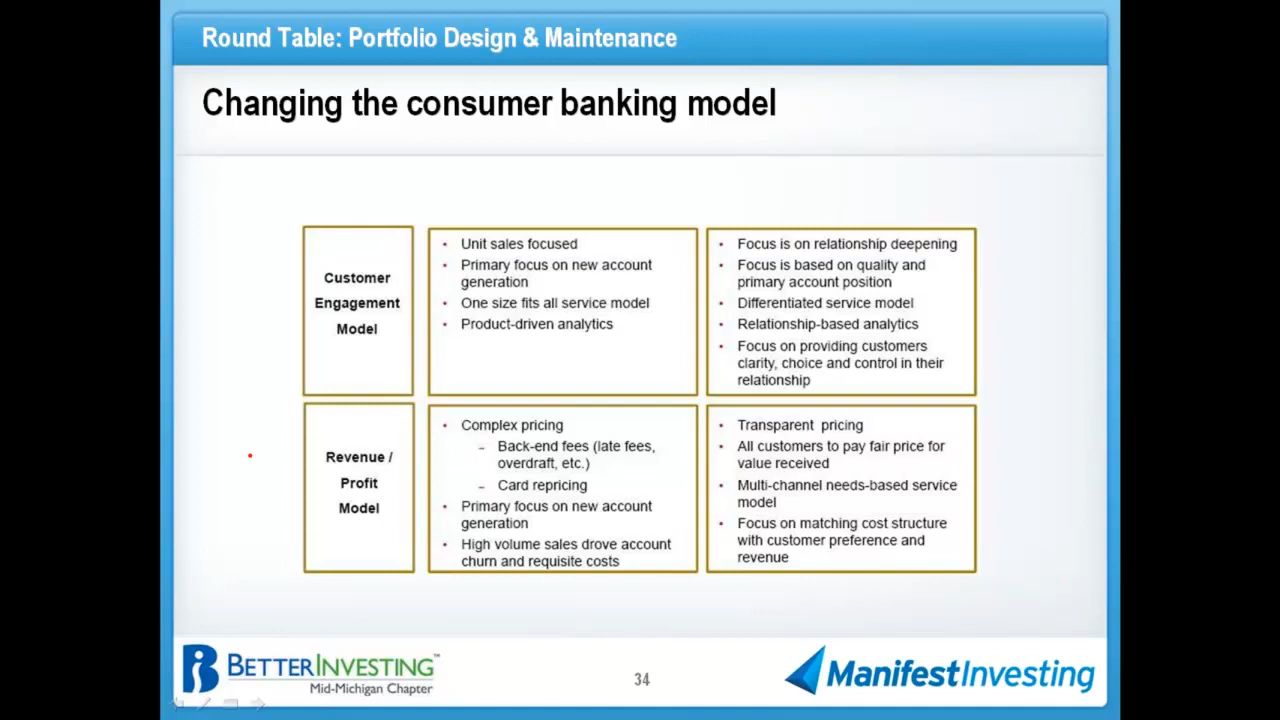 Round Table: Portfolio Design & Maintenance
Changing the consumer banking model
Customer
Engagement
Model
• Unit sales focused
• Primary focus on new account
generation
• One size fits all service model
• Product-driven analytics
• Focus is on relationship deepening
• Focus is based on quality and
primary account position
• Differentiated service model
• Relationship-based analytics
• Focus on providing customers
clarity, choice and control in their
relationship
Revenue /
Profit
Model
• Complex pricing
– Back-end fees (late fees,
overdraft, etc.)
– Card repricing
• Primary focus on new account
generation
• High volume sales drove account
churn and requisite costs
• Transparent pricing
• All customers to pay fair price for
value received
• Multi-channel needs-based service
model
• Focus on matching cost structure
with customer preference and
revenue
BETTERINVESTING™
Mid-Michigan Chapter
34
ManifestInvesting